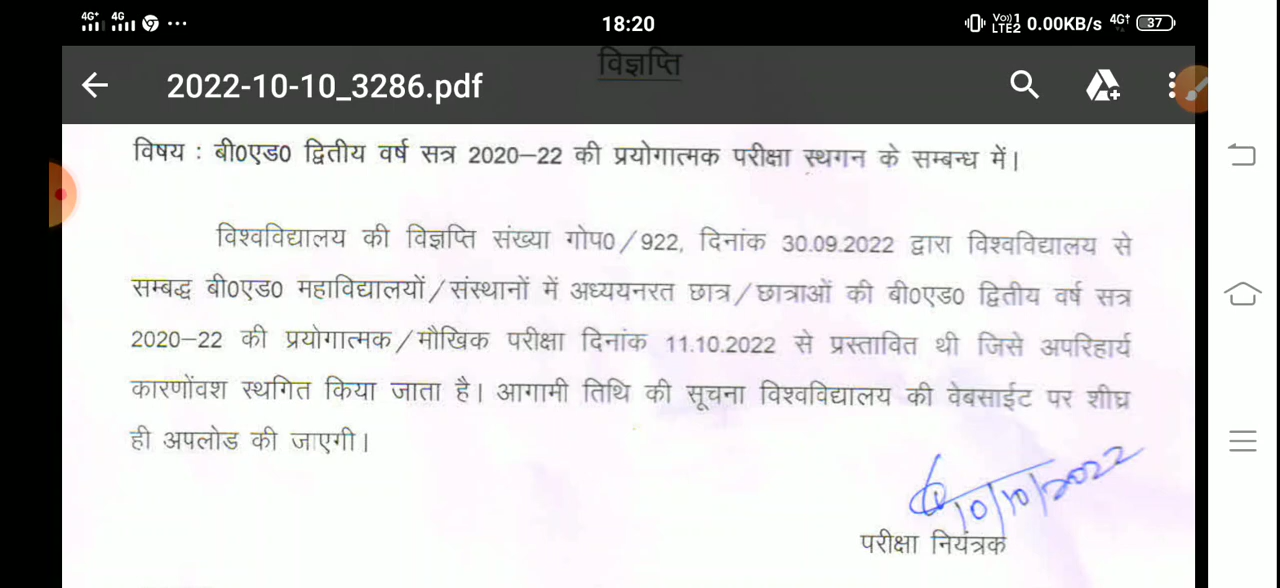 4G+ 4G 18:20 Vo))1 LTE2 0.00KB/s 4G† 37
विज्ञप्ति
2022-10-10_3286.pdf
विषय : बी0एड0 द्वितीय वर्ष सत्र 2020–22 की प्रयोगात्मक परीक्षा स्थगन के सम्बन्ध में।
विश्वविद्यालय की विज्ञप्ति संख्या गोप0/922, दिनांक 30.09.2022 द्वारा विश्वविद्यालय से
सम्बद्ध बी0एड0 महाविद्यालयों/संस्थानों में अध्ययनरत छात्र/छात्राओं की बी0एड0 द्वितीय वर्ष सत्र
2020–22 की प्रयोगात्मक/मौखिक परीक्षा दिनांक 11.10.2022 से प्रस्तावित थी जिसे अपरिहार्य
कारणोंवश स्थगित किया जाता है। आगामी तिथि की सूचना विश्वविद्यालय की वेबसाईट पर शीघ्र
ही अपलोड की जाएगी।
10/10/2022
परीक्षा नियंत्रक